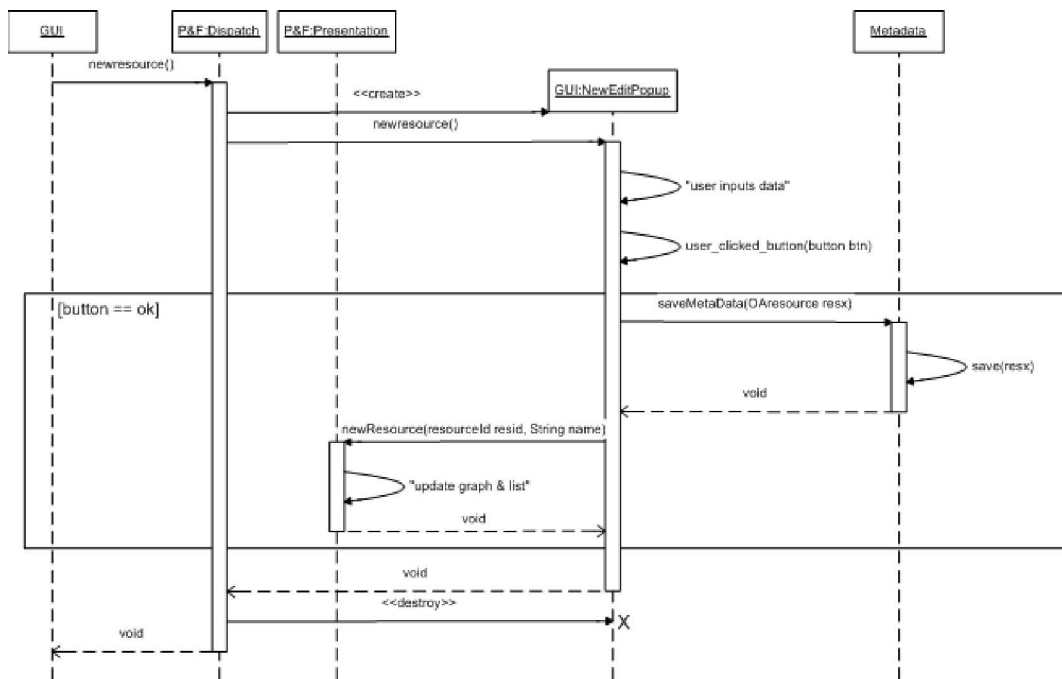 GUI
P&F:Dispatch
P&F:Presentation
Metadata
newresource()
<<create>>
GUI:NewEditPopup
newresource()
"user inputs data"
user_clicked_button(button btn)
[button == ok]
saveMetaData(OAresource resx)
save(resx)
void
newResource(resourceId resid, String name)
"update graph & list"
void
void
<<destroy>>
X
void